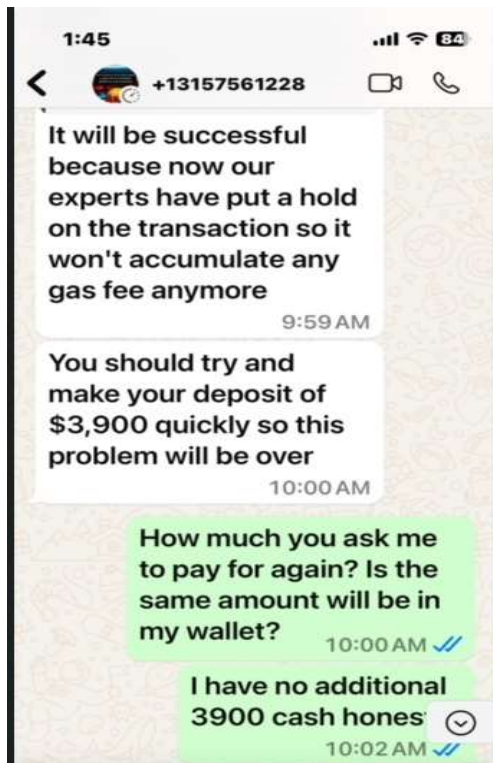 1:45
84
+13157561228
It will be successful
because now our
experts have put a hold
on the transaction so it
won't accumulate any
gas fee anymore
9:59 AM
You should try and
make your deposit of
$3,900 quickly so this
problem will be over
10:00 AM
How much you ask me
to pay for again? Is the
same amount will be in
my wallet?
10:00 AM
I have no additional
3900 cash hones
10:02 AM